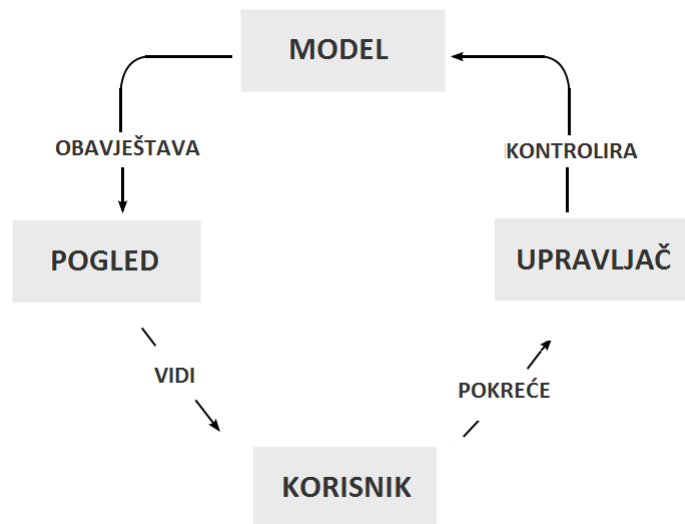 MODEL
OBAVJEŠTAVA
KONTROLIRA
POGLED
UPRAVLJAČ
VIDI
POKREĆE
KORISNIK